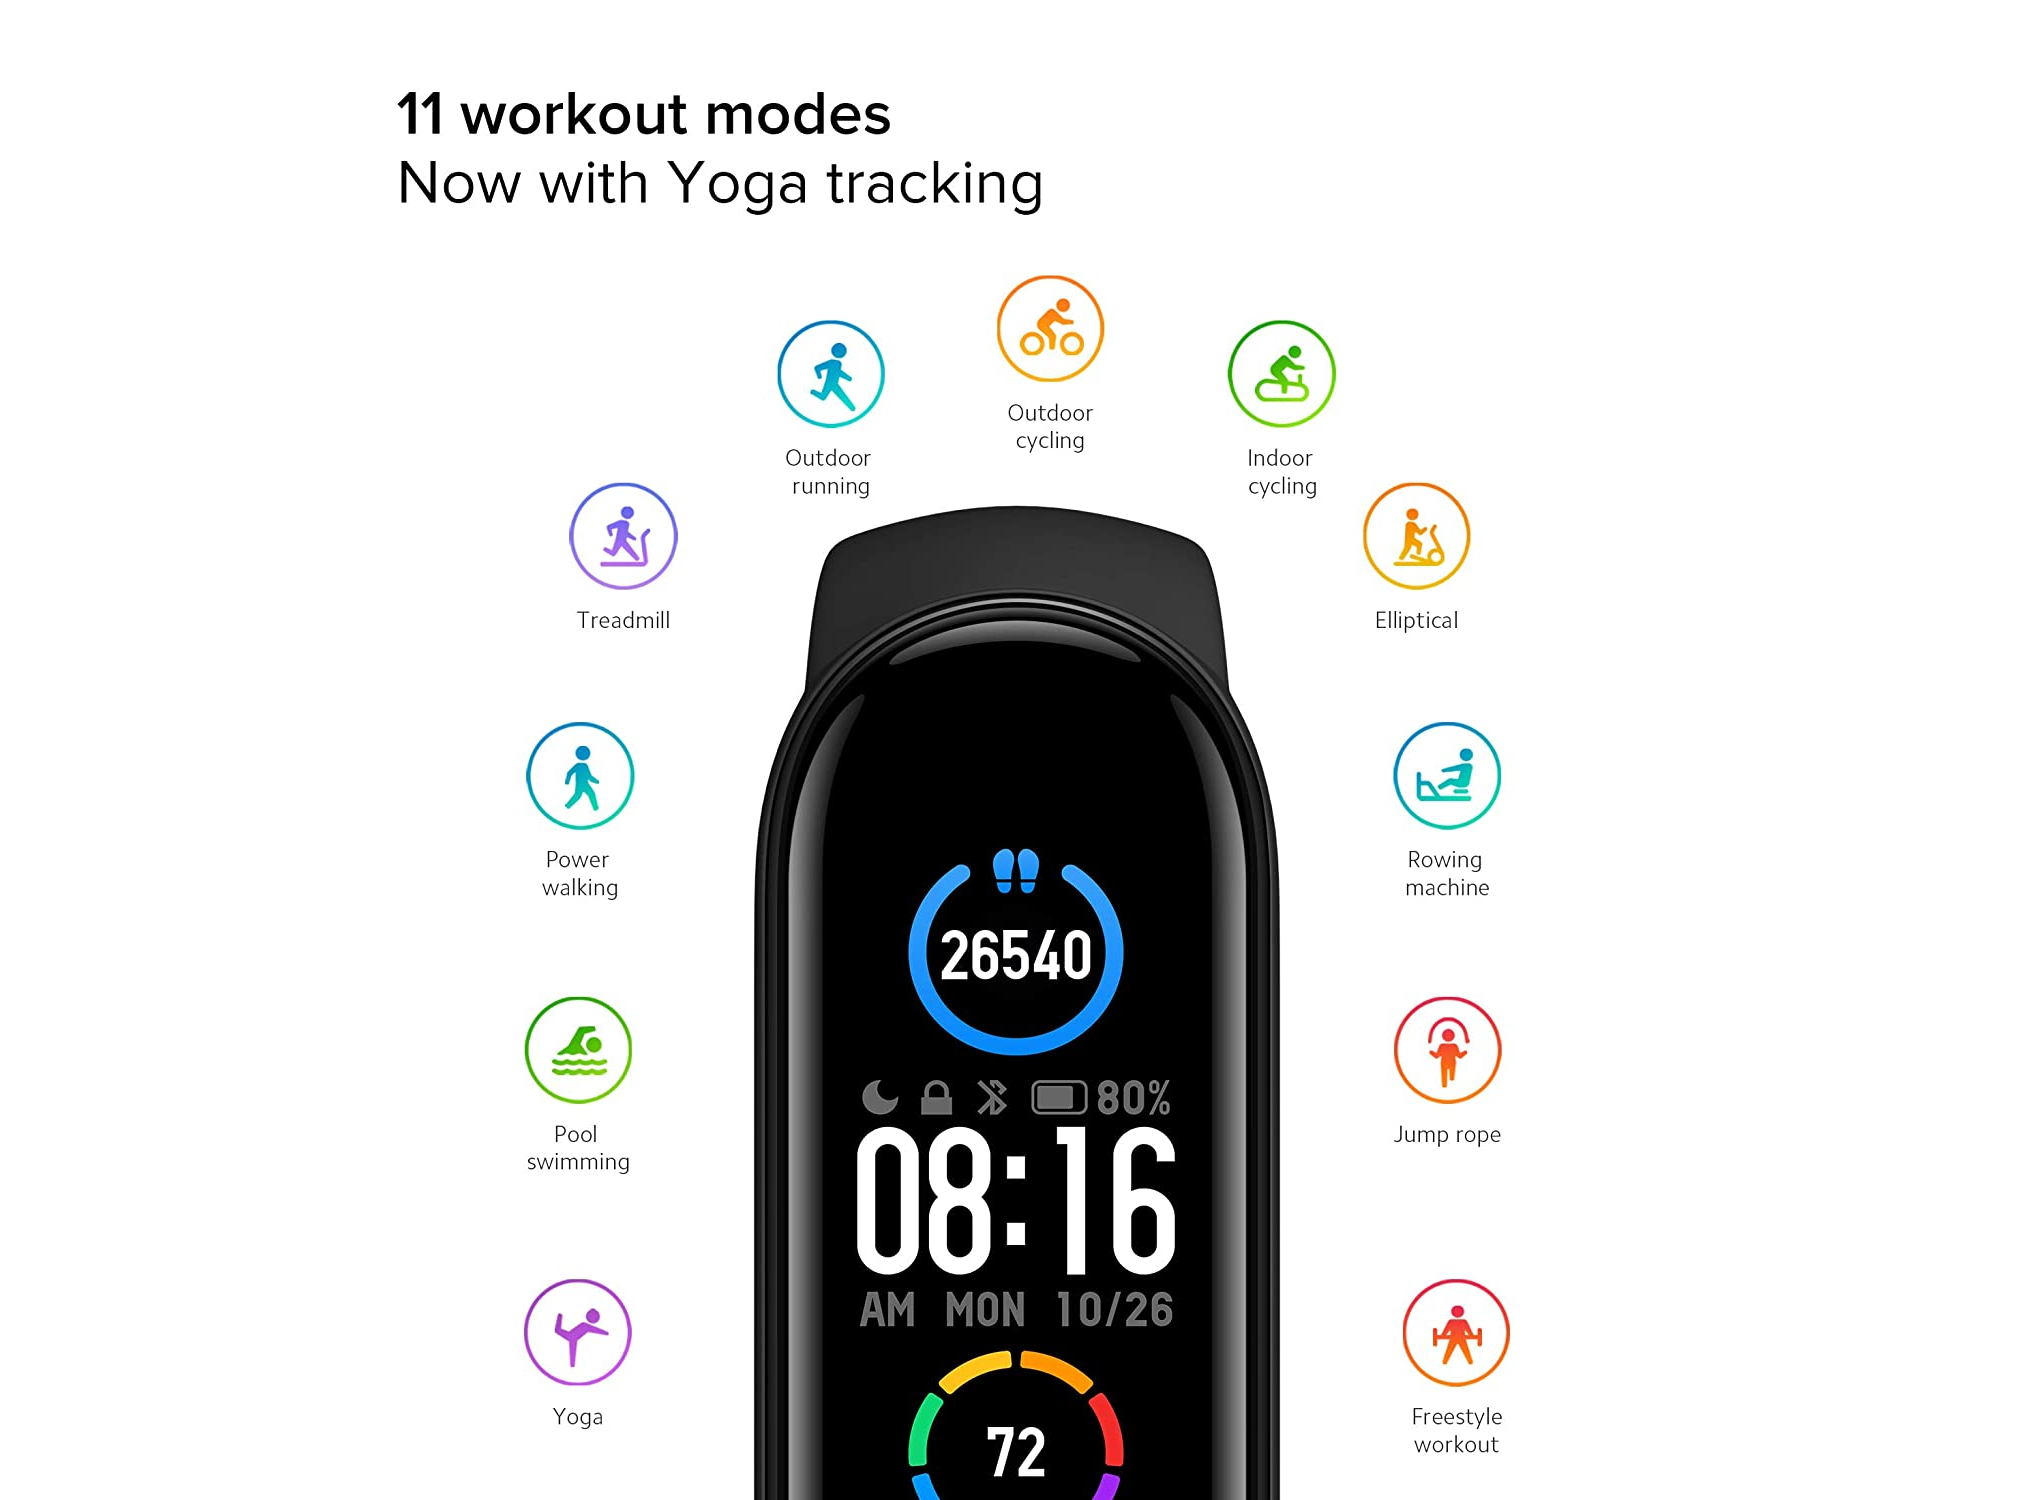 11 workout modes
Now with Yoga tracking
Outdoor
cycling
Outdoor
running
Indoor
cycling
Treadmill
Elliptical
Power
walking
Rowing
machine
26540
80%
08:16
AM MON 10/26
Pool
swimming
Jump rope
72
Yoga
Freestyle
workout